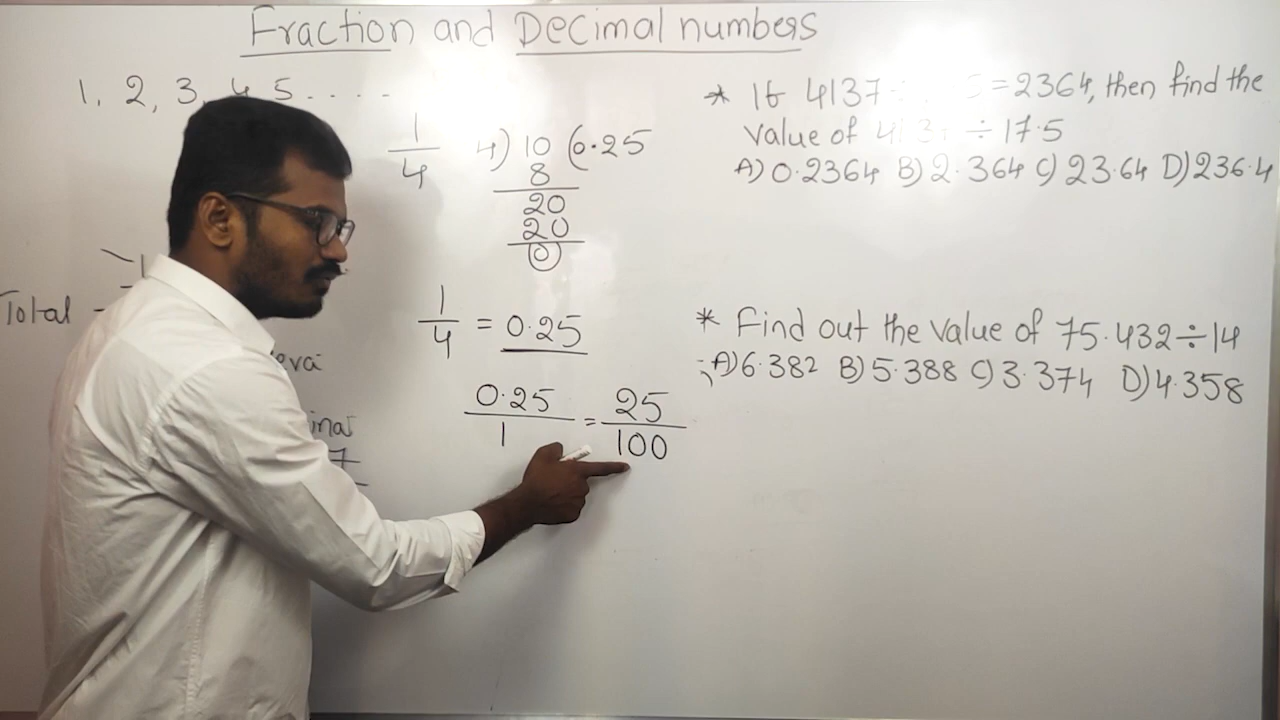 Fraction and Decimal numbers
1, 2, 3, 4 5. . . . -
1
4
4) 10 (0.25
8
20
20
0
1
4
= 0.25
0.25
1
=
25
100
Total -
* If 4137 = 2364, then find the
value of ÷ 17.5
A) 0.2364 B) 2.364 C) 23.64 D) 236.4
* Find out the value of 75.432 ÷ 14
A) 6.382 B) 5.388 C) 3.374 D) 4.358